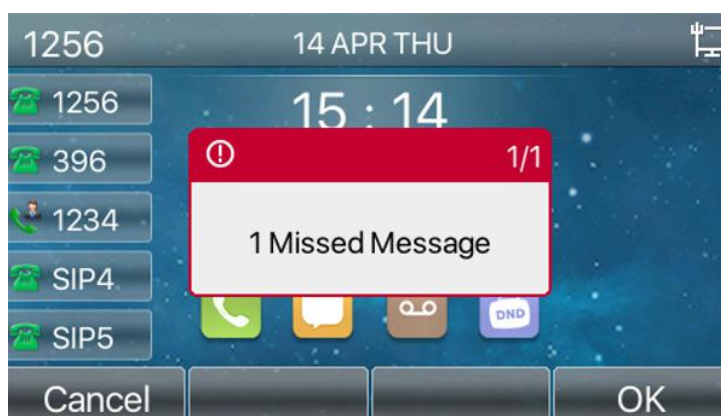 1256 14 APR THU
1256
15 : 14
396
1/1
1234
1 Missed Message
SIP4
SIP5
DND
Cancel OK